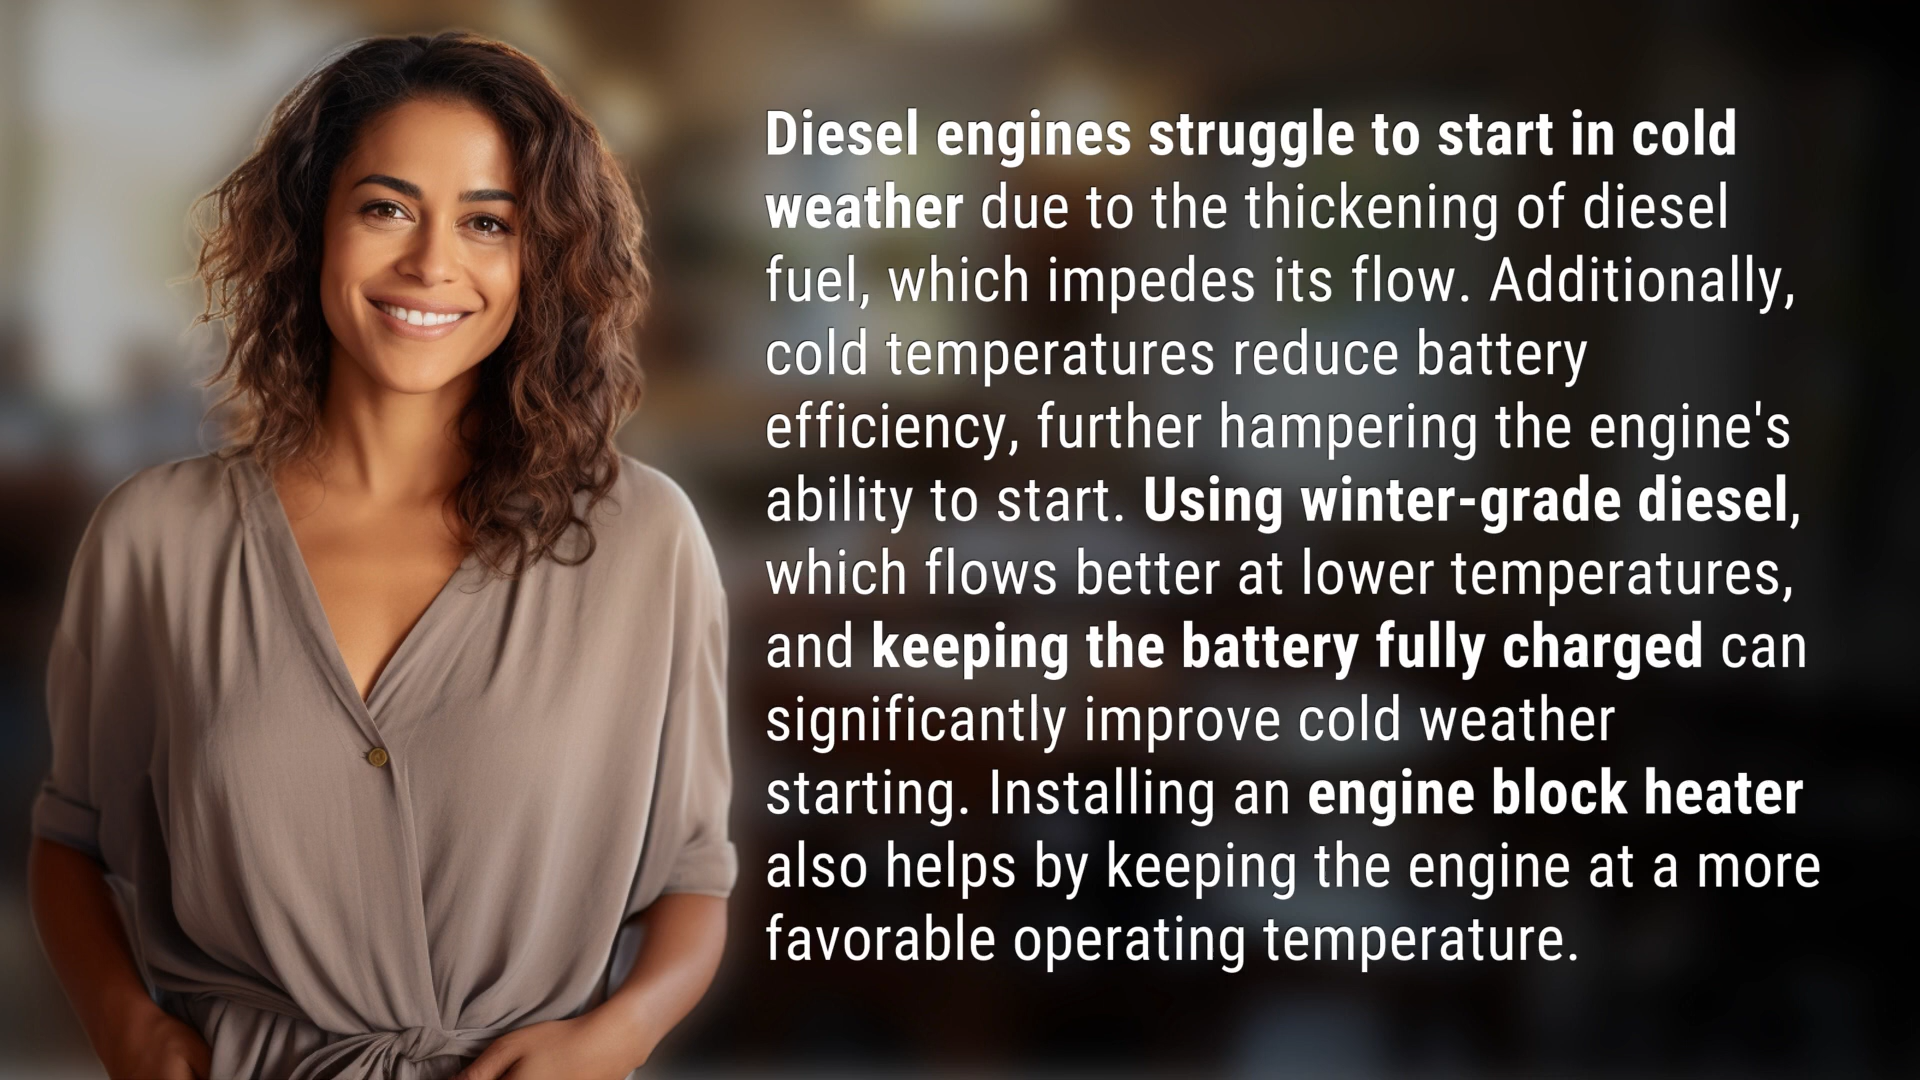 Diesel engines struggle to start in cold
weather due to the thickening of diesel
fuel, which impedes its flow. Additionally,
cold temperatures reduce battery
efficiency, further hampering the engine's
ability to start. Using winter-grade diesel,
which flows better at lower temperatures,
and keeping the battery fully charged can
significantly improve cold weather
starting. Installing an engine block heater
also helps by keeping the engine at a more
favorable operating temperature.